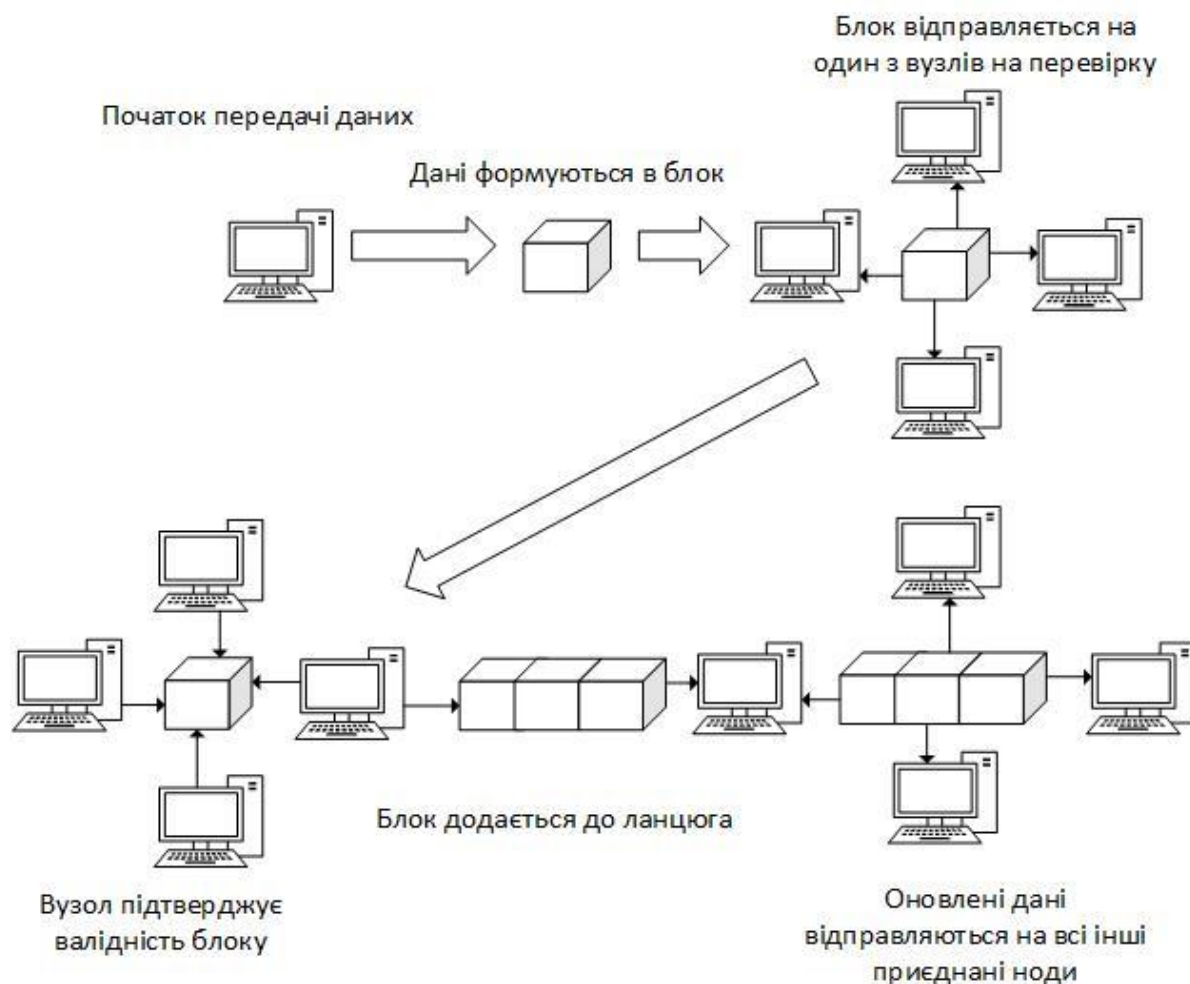 Початок передачі даних
Дані формуються в блок
Блок відправляється на
один з вузлів на перевірку
Вузол підтверджує
валідність блоку
Блок додається до ланцюга
Оновлені дані
відправляються на всі інші
приєднані ноди